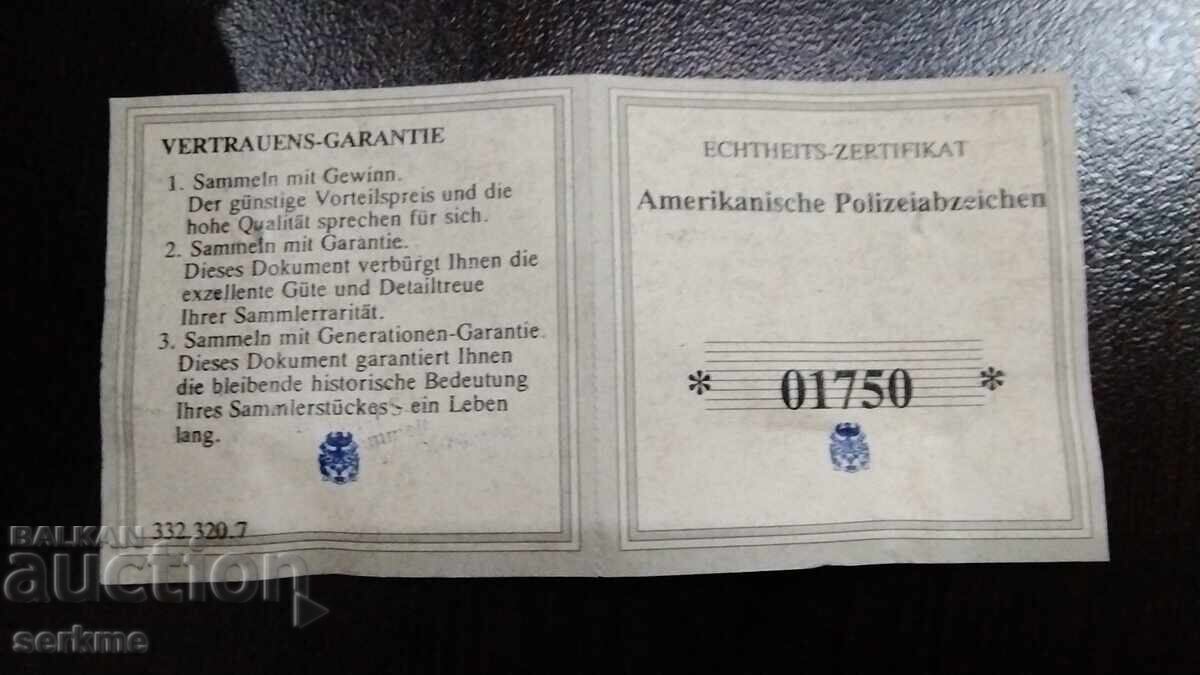 VERTRAUENS-GARANTIE
1. Sammeln mit Gewinn.
Der günstige Vorteilspreis und die
hohe Qualität sprechen für sich.
2. Sammeln mit Garantie.
Dieses Dokument verbürgt Ihnen die
exzellente Güte und Detailtreue
Ihrer Sammlerrarität.
3. Sammeln mit Generationen-Garantie.
Dieses Dokument garantiert Ihnen
die bleibende historische Bedeutung
Ihres Sammlerstückes - ein Leben
lang.
332 320.7
ECHTHEITS-ZERTIFIKAT
Amerikanische Polizeiabzeichen
* 01750 *
BALKAN
auction
serkme